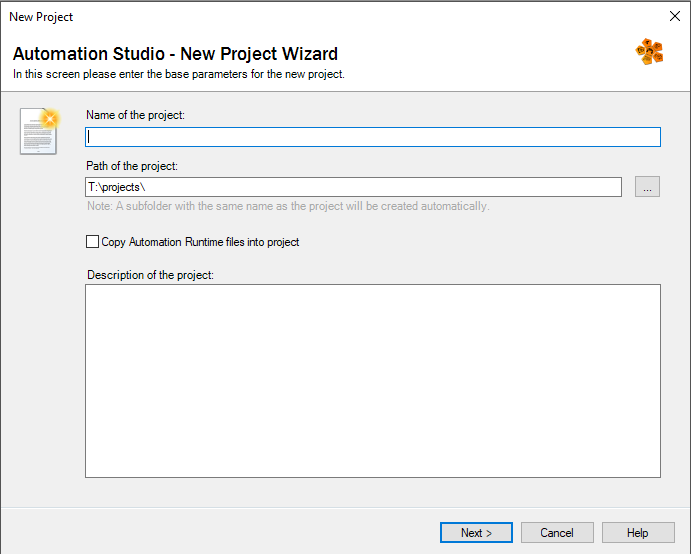 New Project
Automation Studio - New Project Wizard
In this screen please enter the base parameters for the new project.
Name of the project:
Path of the project:
T:\projects\
...
Note: A subfolder with the same name as the project will be created automatically.
Copy Automation Runtime files into project
Description of the project:
Next >
Cancel
Help